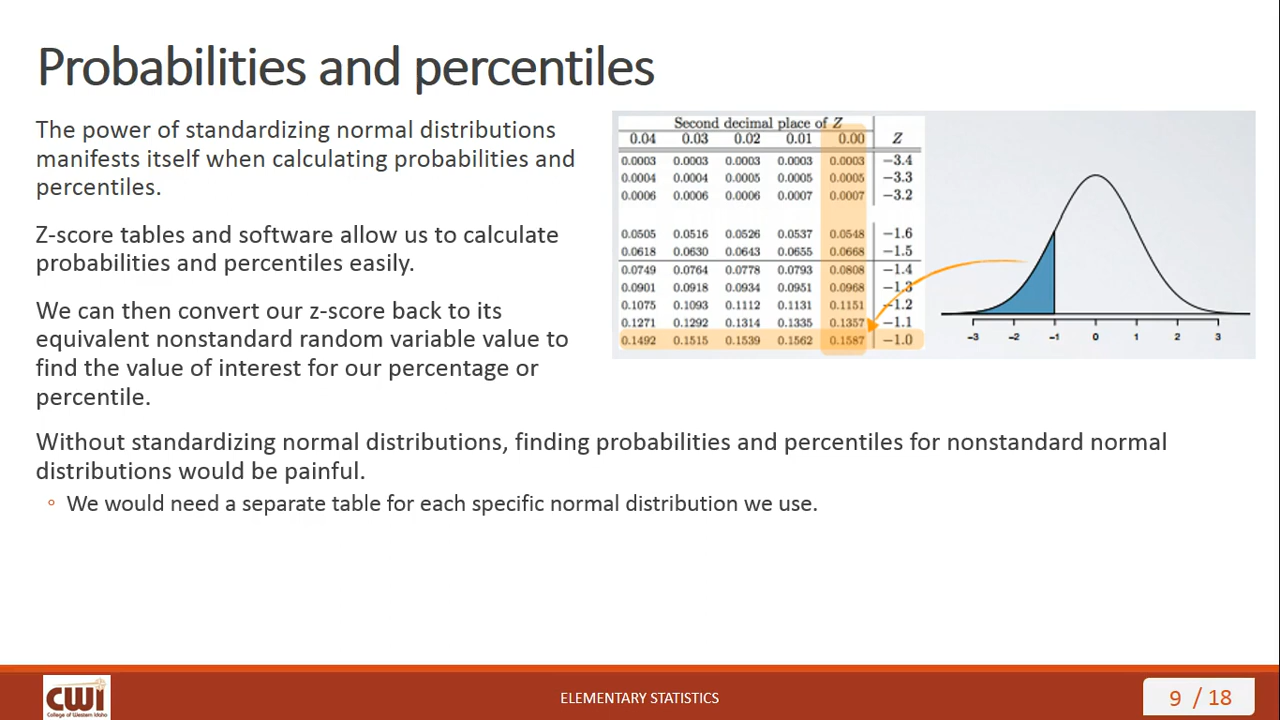 Probabilities and percentiles
The power of standardizing normal distributions
manifests itself when calculating probabilities and
percentiles.
Z-score tables and software allow us to calculate
probabilities and percentiles easily.
We can then convert our z-score back to its
equivalent nonstandard random variable value to
find the value of interest for our percentage or
percentile.
Without standardizing normal distributions, finding probabilities and percentiles for nonstandard normal
distributions would be painful.
◦ We would need a separate table for each specific normal distribution we use.
Second decimal place of Z
0.04 0.03 0.02 0.01 0.00 Z
0.0003 0.0003 0.0003 0.0003 0.0003 −3.4
0.0004 0.0004 0.0005 0.0005 0.0005 −3.3
0.0006 0.0006 0.0006 0.0007 0.0007 −3.2
0.0505 0.0516 0.0526 0.0537 0.0548 −1.6
0.0618 0.0630 0.0643 0.0655 0.0668 −1.5
0.0749 0.0764 0.0778 0.0793 0.0808 −1.4
0.0901 0.0918 0.0934 0.0951 0.0968 −1.3
0.1075 0.1093 0.1112 0.1131 0.1151 −1.2
0.1271 0.1292 0.1314 0.1335 0.1357 −1.1
0.1492 0.1515 0.1539 0.1562 0.1587 −1.0
-3 -2 -1 0 1 2 3
CWI
College of Western Idaho
ELEMENTARY STATISTICS
9 / 18